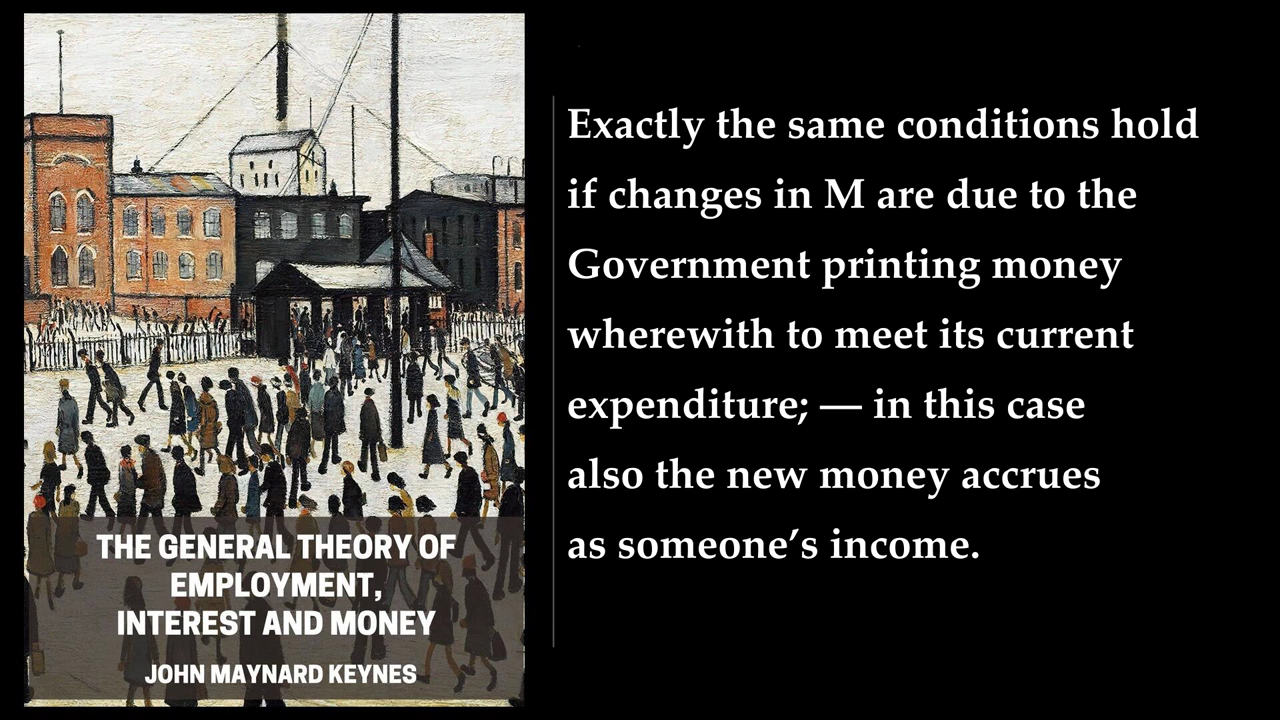 THE GENERAL THEORY OF
EMPLOYMENT,
INTEREST AND MONEY
JOHN MAYNARD KEYNES
Exactly the same conditions hold
if changes in M are due to the
Government printing money
wherewith to meet its current
expenditure; — in this case
also the new money accrues
as someone’s income.